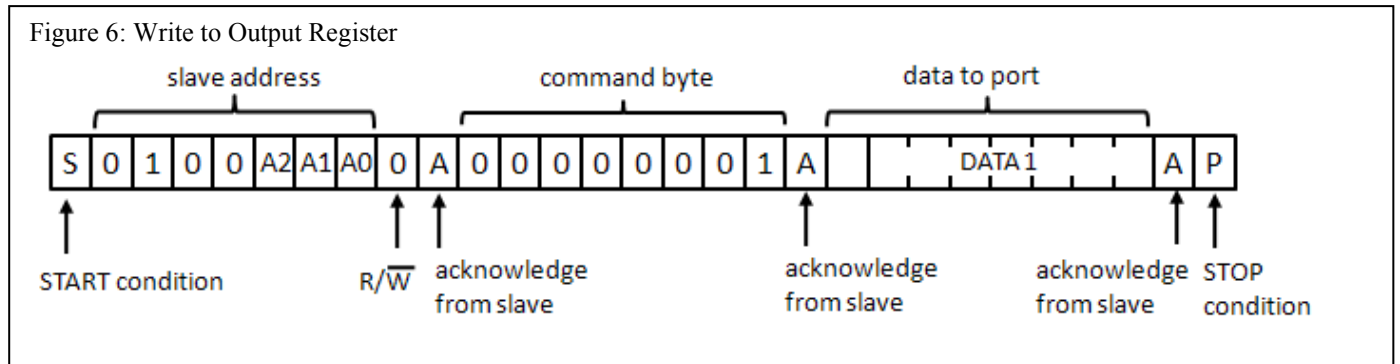 Figure 6: Write to Output Register
slave address command byte data to port
S 0 1 0 0 A2 A1 A0 0 A 0 0 0 0 0 0 0 1 A DATA 1 A P
START condition R/W̅ acknowledge from slave acknowledge from slave acknowledge from slave STOP condition